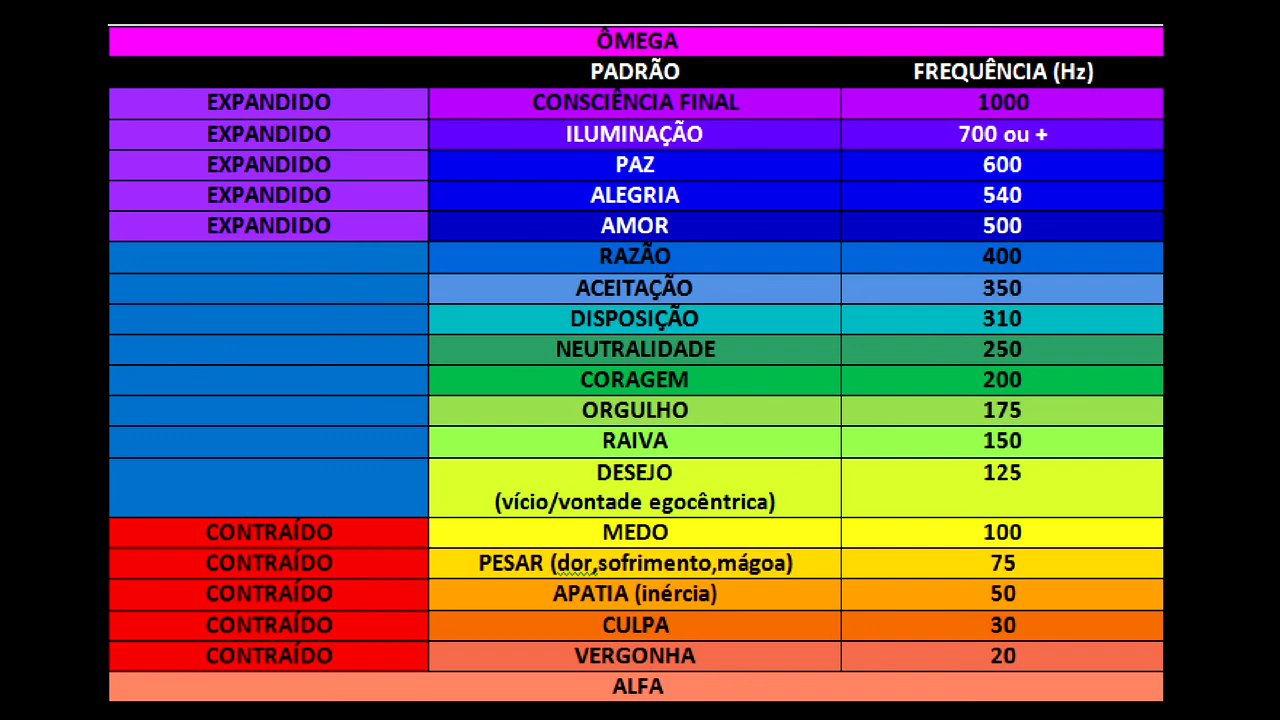 ÔMEGA
PADRÃO FREQUÊNCIA (Hz)
EXPANDIDO CONSCIÊNCIA FINAL 1000
EXPANDIDO ILUMINAÇÃO 700 ou +
EXPANDIDO PAZ 600
EXPANDIDO ALEGRIA 540
EXPANDIDO AMOR 500
RAZÃO 400
ACEITAÇÃO 350
DISPOSIÇÃO 310
NEUTRALIDADE 250
CORAGEM 200
ORGULHO 175
RAIVA 150
DESEJO 125
(vício/vontade egocêntrica)
CONTRAÍDO MEDO 100
CONTRAÍDO PESAR (dor,sofrimento,mágoa) 75
CONTRAÍDO APATIA (inércia) 50
CONTRAÍDO CULPA 30
CONTRAÍDO VERGONHA 20
ALFA